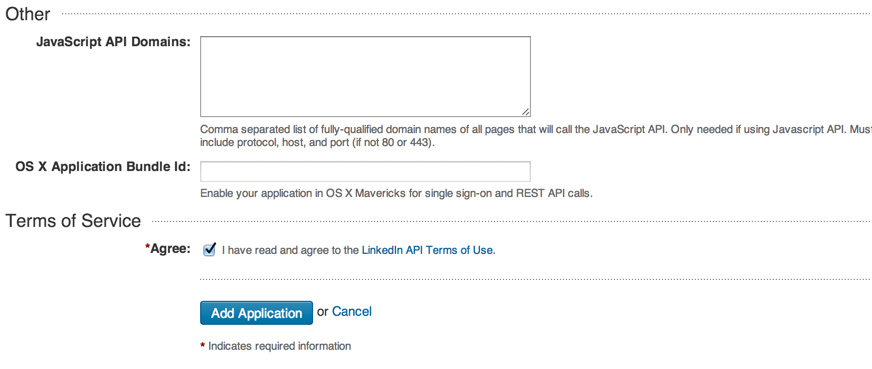 Other
JavaScript API Domains:
Comma separated list of fully-qualified domain names of all pages that will call the JavaScript API. Only needed if using Javascript API. Must
include protocol, host, and port (if not 80 or 443).
OS X Application Bundle Id:
Enable your application in OS X Mavericks for single sign-on and REST API calls.
Terms of Service
*Agree: I have read and agree to the LinkedIn API Terms of Use.
Add Application or Cancel
* Indicates required information